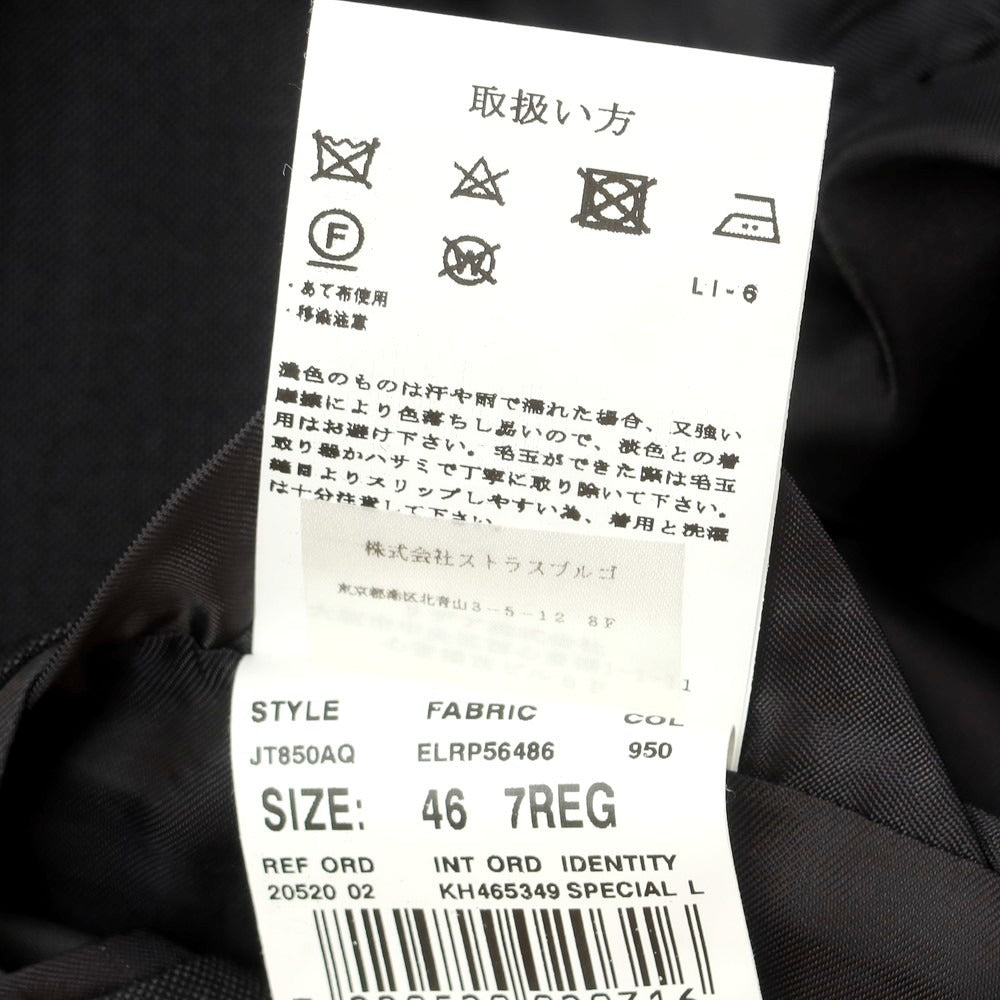 取扱い方
F
W
LI-6
・あて布使用
・移染注意
濃色のものは汗や雨で濡れた場合、又強い
摩擦により色落ちし易いので、淡色との着
用はお避け下さい。毛玉ができた際は毛玉
取り器かハサミで丁寧に取り除いて下さい。
縫目よりスリップしやすい為、着用と洗濯
は十分注意して下さい。
株式会社ストラスブルゴ
東京都港区北青山3-5-12 8F
STYLE FABRIC COL
JT850AQ ELRP56486 950
SIZE: 46 7REG
REF ORD INT ORD IDENTITY
20520 02 KH465349 SPECIAL L